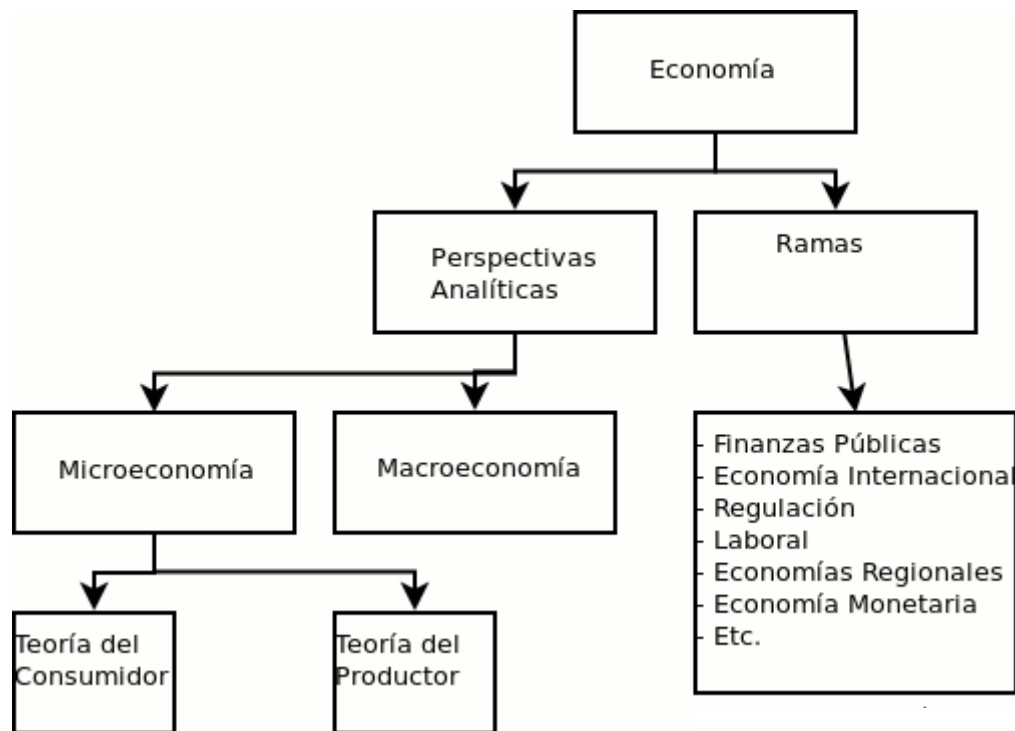 Economía
Perspectivas
Analíticas
Ramas
Microeconomía
Macroeconomía
- Finanzas Públicas
- Economía Internacional
- Regulación
- Laboral
- Economías Regionales
- Economía Monetaria
- Etc.
Teoría del
Consumidor
Teoría del
Productor